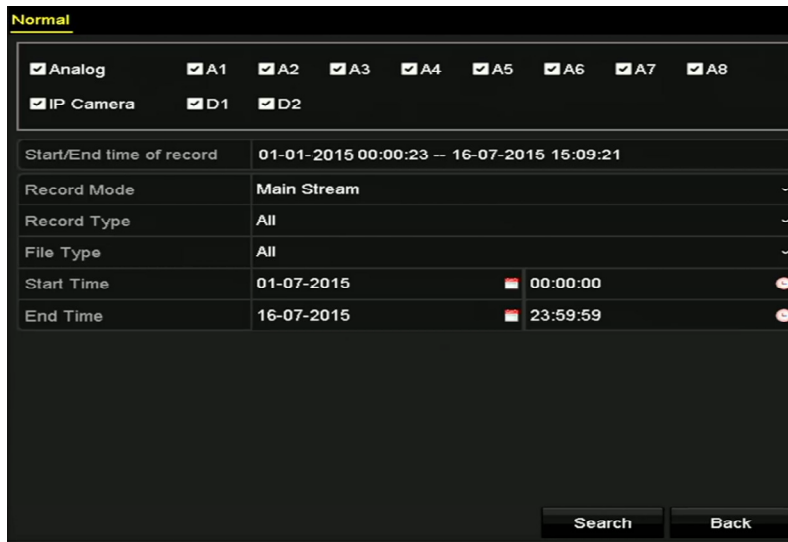 Normal
Analog A1 A2 A3 A4 A5 A6 A7 A8
IP Camera D1 D2
Start/End time of record 01-01-2015 00:00:23 -- 16-07-2015 15:09:21
Record Mode Main Stream
Record Type All
File Type All
Start Time 01-07-2015 00:00:00
End Time 16-07-2015 23:59:59
Search Back